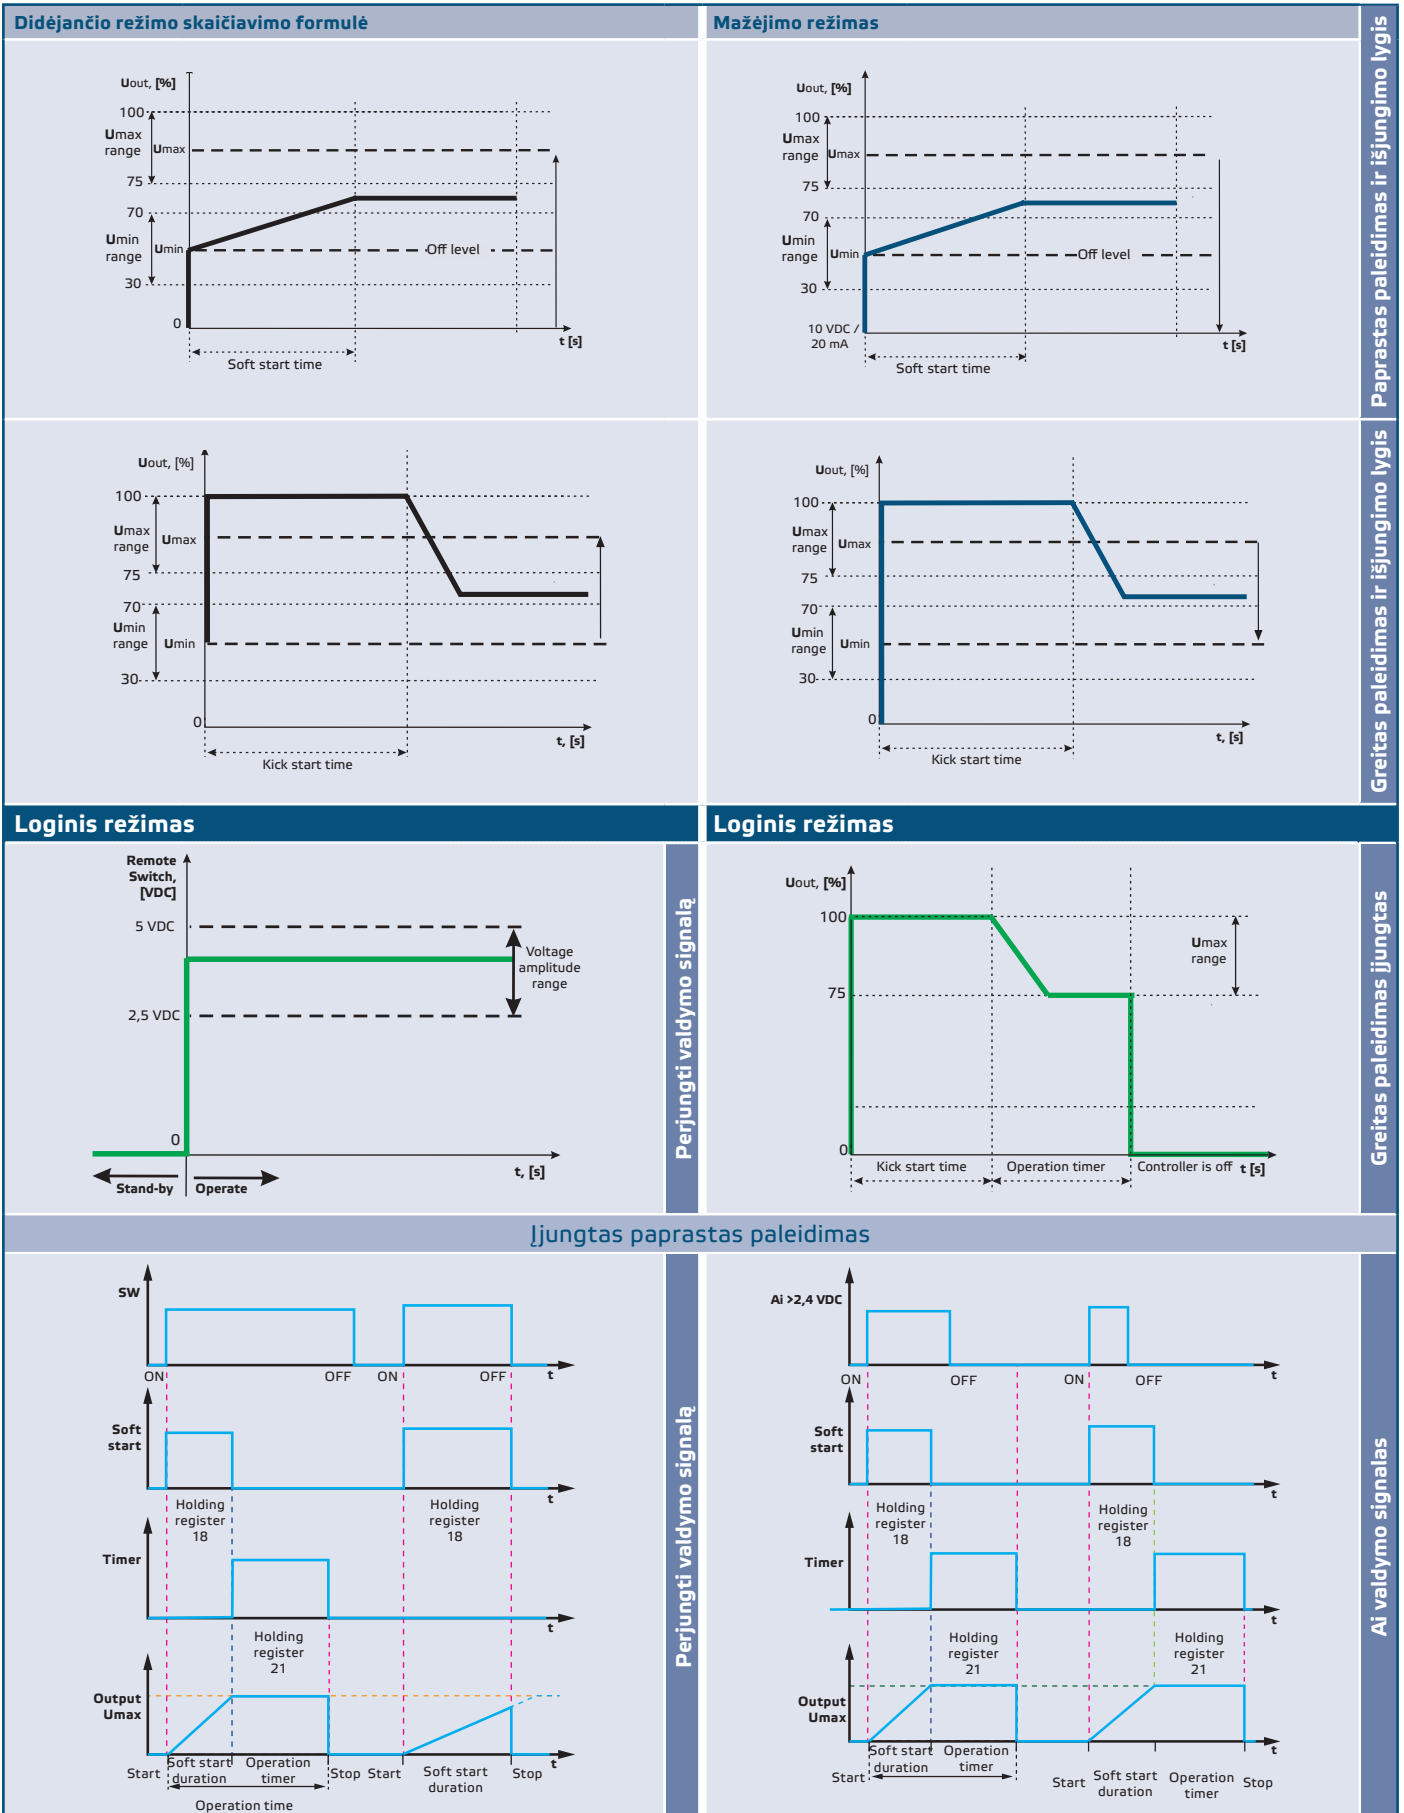 Didėjančio režimo skaičiavimo formulė
Mažėjimo režimas
Paprastas paleidimas ir išjungimo lygis
Uout, [%]
100
Umax
range
Umax
75
70
Umin
range
Umin
Off level
30
0
t [s]
Soft start time
Uout, [%]
100
Umax
range
Umax
75
70
Umin
range
Umin
Off level
30
10 VDC /
20 mA
t [s]
Soft start time
Greitas paleidimas ir išjungimo lygis
Uout, [%]
100
Umax
range
Umax
75
70
Umin
range
Umin
30
0
t, [s]
Kick start time
Uout, [%]
100
Umax
range
Umax
75
70
Umin
range
Umin
30
0
t, [s]
Kick start time
Loginis režimas
Loginis režimas
Remote
Switch,
[VDC]
5 VDC
Voltage
amplitude
range
2,5 VDC
0
t, [s]
Stand-by
Operate
Perjungti valdymo signalą
Uout, [%]
100
Umax
range
75
0
Kick start time
Operation timer
Controller is off
t [s]
Greitas paleidimas įjungtas
Įjungtas paprastas paleidimas
SW
ON
OFF
ON
OFF
t
Soft
start
t
Holding
register
18
Holding
register
18
Timer
t
Holding
register
21
Output
Umax
t
Start
Soft start
duration
Operation
timer
Stop
Start
Soft start
duration
Stop
Operation time
Perjungti valdymo signalą
Ai >2,4 VDC
ON
OFF
ON
OFF
t
Soft
start
t
Holding
register
18
Holding
register
18
Timer
t
Holding
register
21
Holding
register
21
Output
Umax
t
Start
Soft start
duration
Operation
timer
Start
Soft start
duration
Operation
timer
Stop
Ai valdymo signalas